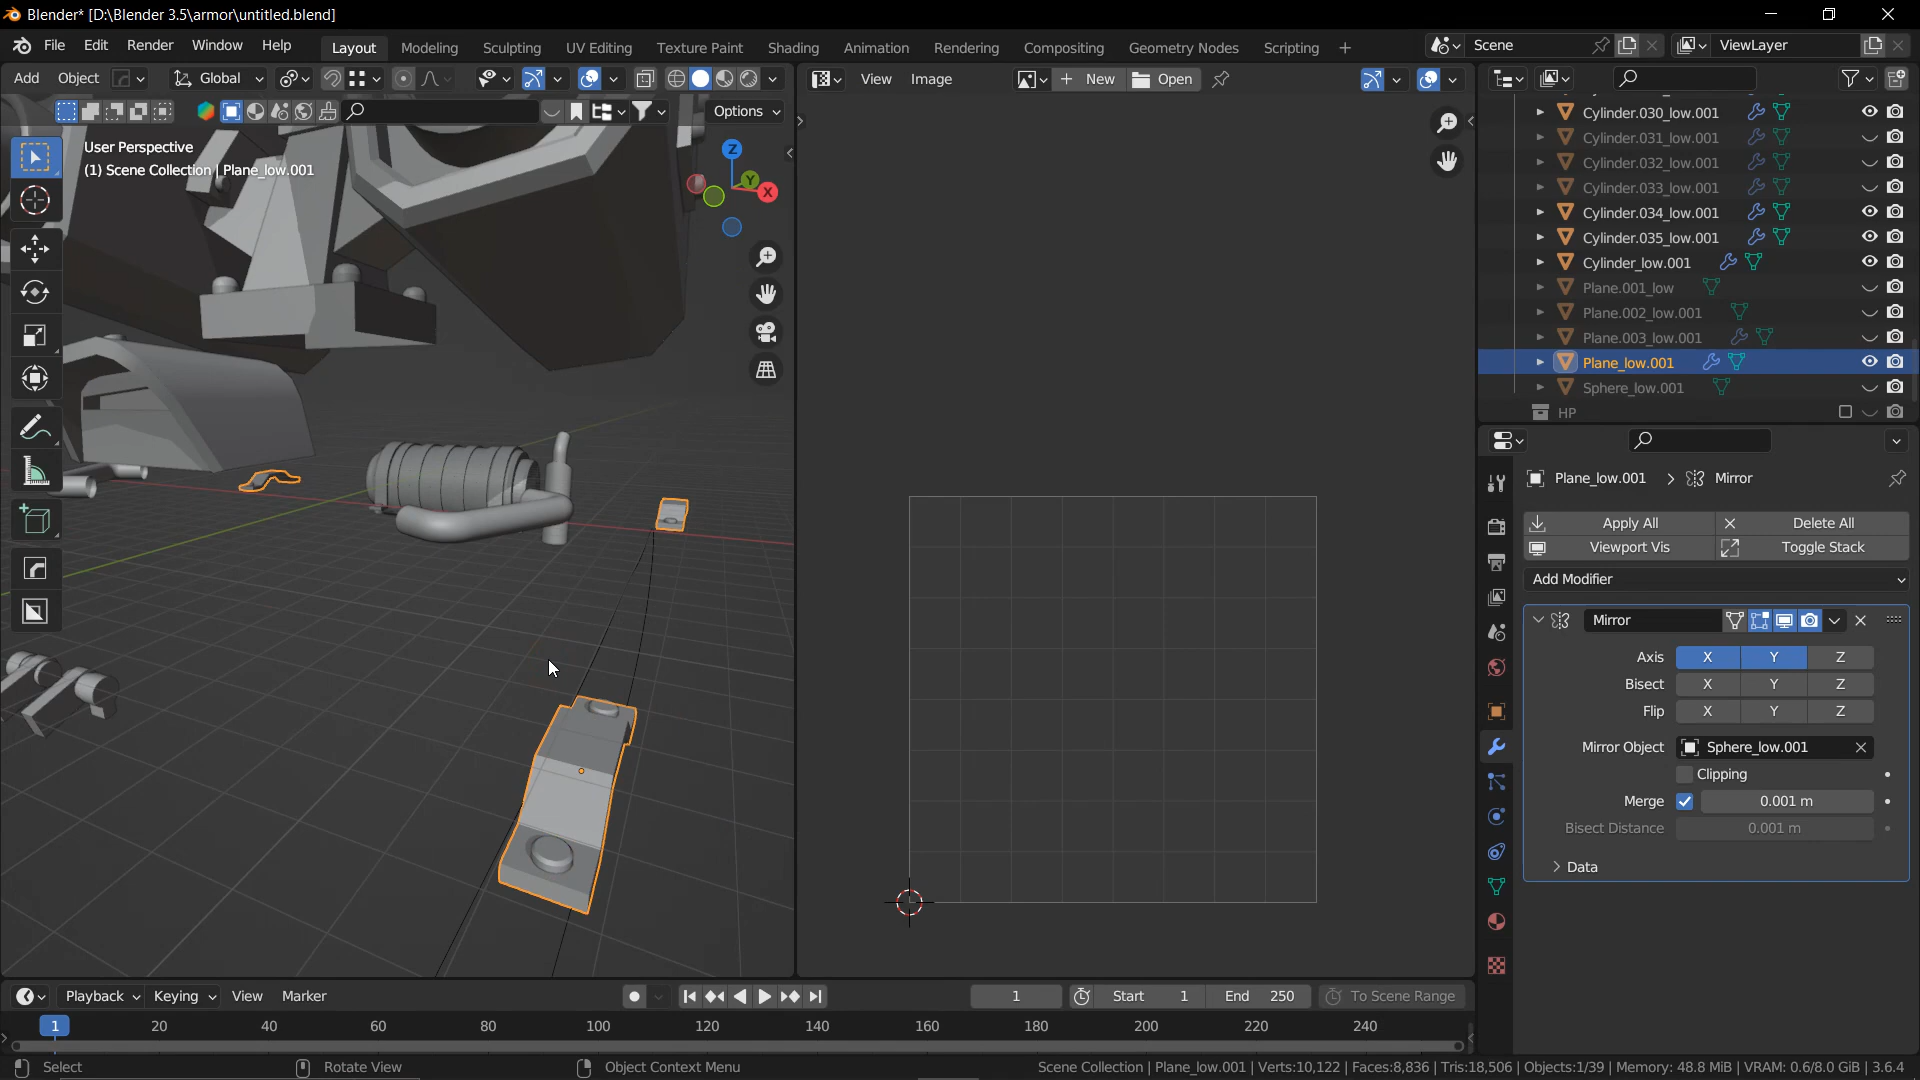 Blender* [D:\Blender 3.5\armor\untitled.blend]
File Edit Render Window Help Layout Modeling Sculpting UV Editing Texture Paint Shading Animation Rendering Compositing Geometry Nodes Scripting + Scene ViewLayer
Add Object Global View Image New Open
Options
User Perspective
(1) Scene Collection | Plane_low.001
Z
Y
X
Cylinder.030_low.001
Cylinder.031_low.001
Cylinder.032_low.001
Cylinder.033_low.001
Cylinder.034_low.001
Cylinder.035_low.001
Cylinder_low.001
Plane.001_low
Plane.002_low.001
Plane.003_low.001
Plane_low.001
Sphere_low.001
HP
Plane_low.001 > Mirror
Apply All Delete All
Viewport Vis Toggle Stack
Add Modifier
Mirror
Axis X Y Z
Bisect X Y Z
Flip X Y Z
Mirror Object Sphere_low.001
Clipping
Merge 0.001 m
Bisect Distance 0.001 m
Data
Playback Keying View Marker 1 Start 1 End 250 To Scene Range
1 20 40 60 80 100 120 140 160 180 200 220 240
Select Rotate View Object Context Menu Scene Collection | Plane_low.001 | Verts:10,122 | Faces:8,836 | Tris:18,506 | Objects:1/39 | Memory: 48.8 MiB | VRAM: 0.6/8.0 GiB | 3.6.4